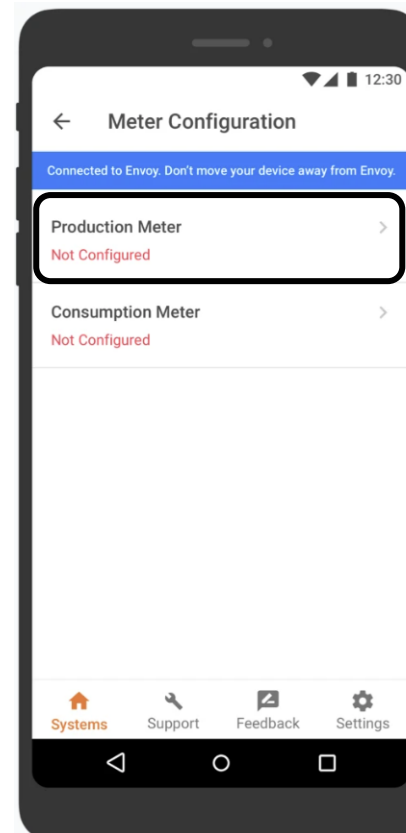 12:30
Meter Configuration
Connected to Envoy. Don't move your device away from Envoy.
Production Meter
Not Configured
Consumption Meter
Not Configured
Systems Support Feedback Settings